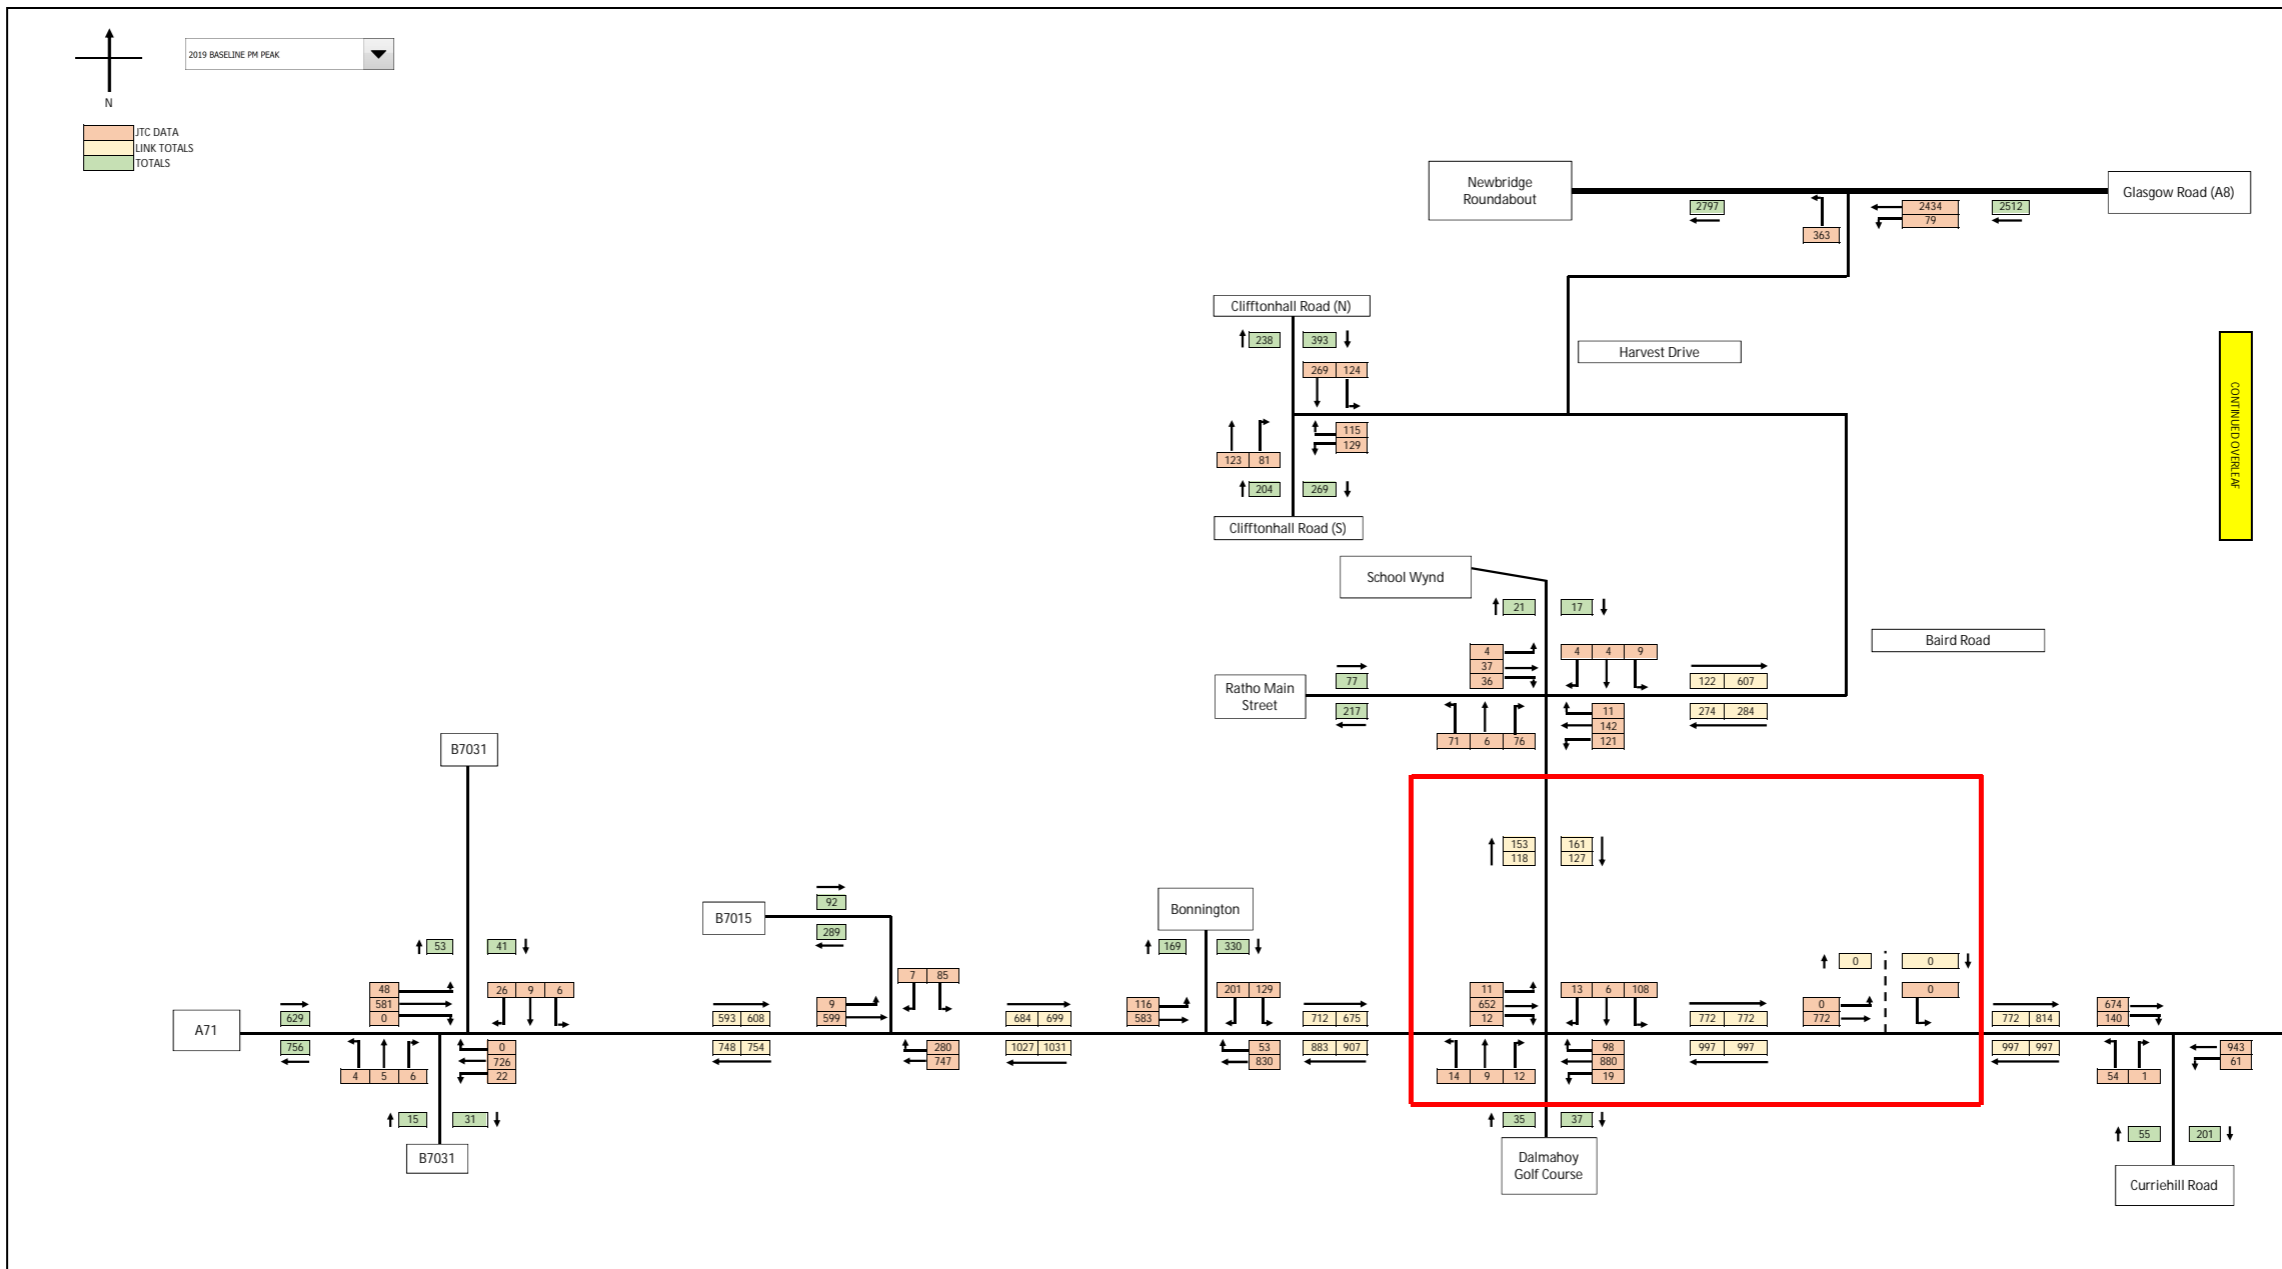 2019 BASELINE PM PEAK
N
JTC DATA
LINK TOTALS
TOTALS
Newbridge
Roundabout
Glasgow Road (A8)
2797
363
2434
79
2512
Clifftonhall Road (N)
238
393
Harvest Drive
269 124
115
129
123 81
204
269
Clifftonhall Road (S)
CONTINUED OVERLEAF
School Wynd
21
17
Baird Road
4
37
36
4 4 9
77
122 607
Ratho Main
Street
217
11
142
121
274 284
71 6 76
B7031
153
118
161
127
B7015
92
289
Bonnington
53
41
169
330
0
0
7 85
48
581
0
26 9 6
9
599
116
583
201 129
11
652
12
13 6 108
0
772
0
A71
629
593 608
684 699
712 675
772 772
772 814
674
140
756
0
726
22
748 754
280
747
1027 1031
53
830
883 907
98
880
19
997 997
997 997
943
61
4 5 6
14 9 12
54 1
15
31
35
37
55
201
B7031
Dalmahoy
Golf Course
Curriehill Road